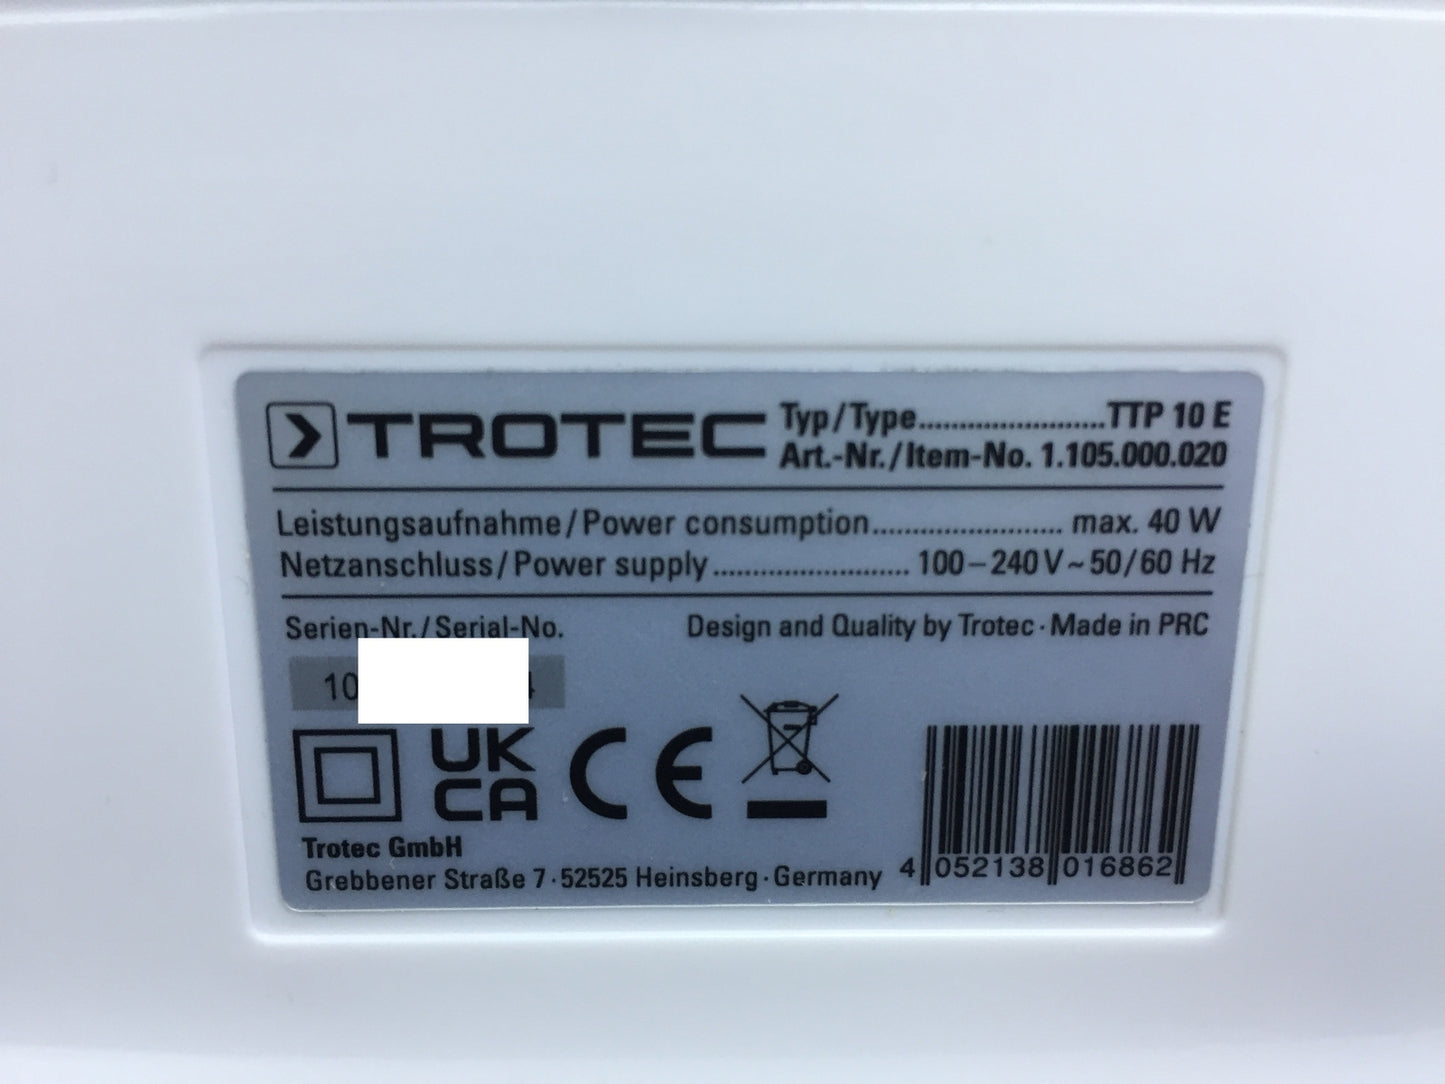 TROTEC
Typ/Type........................TTP 10 E
Art.-Nr./Item-No. 1.105.000.020
Leistungsaufnahme/Power consumption........................ max. 40 W
Netzanschluss/Power supply......................... 100–240 V ~ 50/60 Hz
Serien-Nr./Serial-No.
Design and Quality by Trotec · Made in PRC
10
4
UK
CA
CE
Trotec GmbH
Grebbener Straße 7 · 52525 Heinsberg · Germany
4 052138 016862